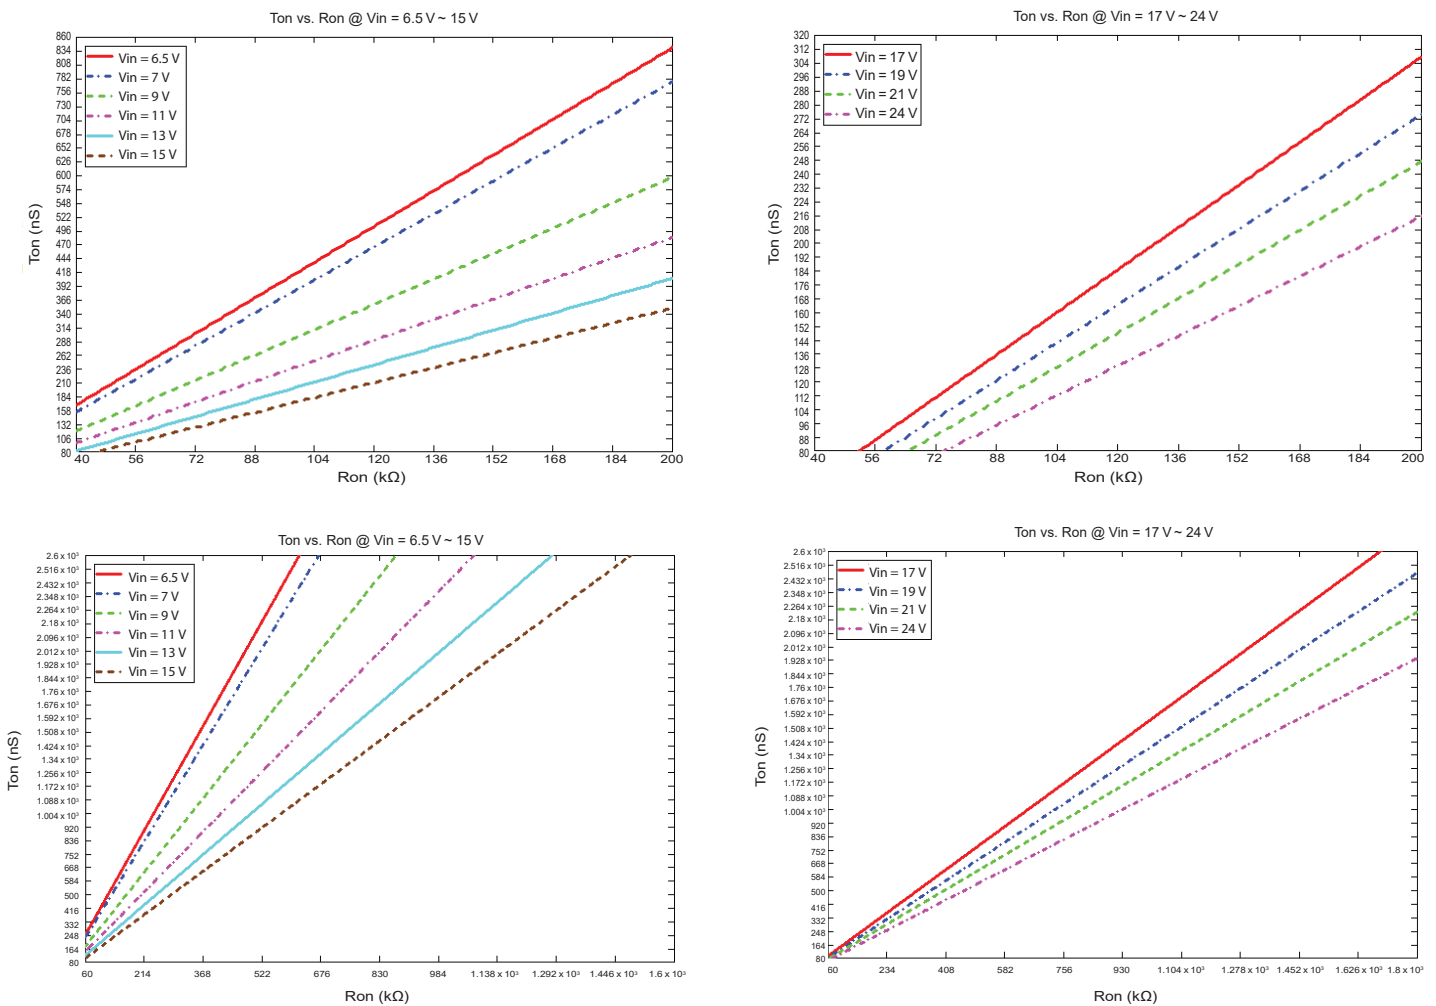 Ton vs. Ron @ Vin = 6.5 V ~ 15 V
860
834
808
782
756
730
704
678
652
626
600
574
548
522
496
470
444
418
392
366
340
314
288
262
236
210
184
158
132
106
80
Ton (nS)
Vin = 6.5 V
Vin = 7 V
Vin = 9 V
Vin = 11 V
Vin = 13 V
Vin = 15 V
40 56 72 88 104 120 136 152 168 184 200
Ron (kΩ)
Ton vs. Ron @ Vin = 17 V ~ 24 V
320
312
304
296
288
280
272
264
256
248
240
232
224
216
208
200
192
184
176
168
160
152
144
136
128
120
112
104
96
88
80
Ton (nS)
Vin = 17 V
Vin = 19 V
Vin = 21 V
Vin = 24 V
40 56 72 88 104 120 136 152 168 184 200
Ron (kΩ)
Ton vs. Ron @ Vin = 6.5 V ~ 15 V
2.6 x 10³
2.516 x 10³
2.432 x 10³
2.348 x 10³
2.264 x 10³
2.18 x 10³
2.096 x 10³
2.012 x 10³
1.928 x 10³
1.844 x 10³
1.76 x 10³
1.676 x 10³
1.592 x 10³
1.508 x 10³
1.424 x 10³
1.34 x 10³
1.256 x 10³
1.172 x 10³
1.088 x 10³
1.004 x 10³
920
836
752
668
584
500
416
332
248
164
80
Ton (nS)
Vin = 6.5 V
Vin = 7 V
Vin = 9 V
Vin = 11 V
Vin = 13 V
Vin = 15 V
60 214 368 522 676 830 984 1.138 x 10³ 1.292 x 10³ 1.446 x 10³ 1.6 x 10³
Ron (kΩ)
Ton vs. Ron @ Vin = 17 V ~ 24 V
2.6 x 10³
2.516 x 10³
2.432 x 10³
2.348 x 10³
2.264 x 10³
2.18 x 10³
2.096 x 10³
2.012 x 10³
1.928 x 10³
1.844 x 10³
1.76 x 10³
1.676 x 10³
1.592 x 10³
1.508 x 10³
1.424 x 10³
1.34 x 10³
1.256 x 10³
1.172 x 10³
1.088 x 10³
1.004 x 10³
920
836
752
668
584
500
416
332
248
164
80
Ton (nS)
Vin = 17 V
Vin = 19 V
Vin = 21 V
Vin = 24 V
60 234 408 582 756 930 1.104 x 10³ 1.278 x 10³ 1.452 x 10³ 1.626 x 10³ 1.8 x 10³
Ron (kΩ)